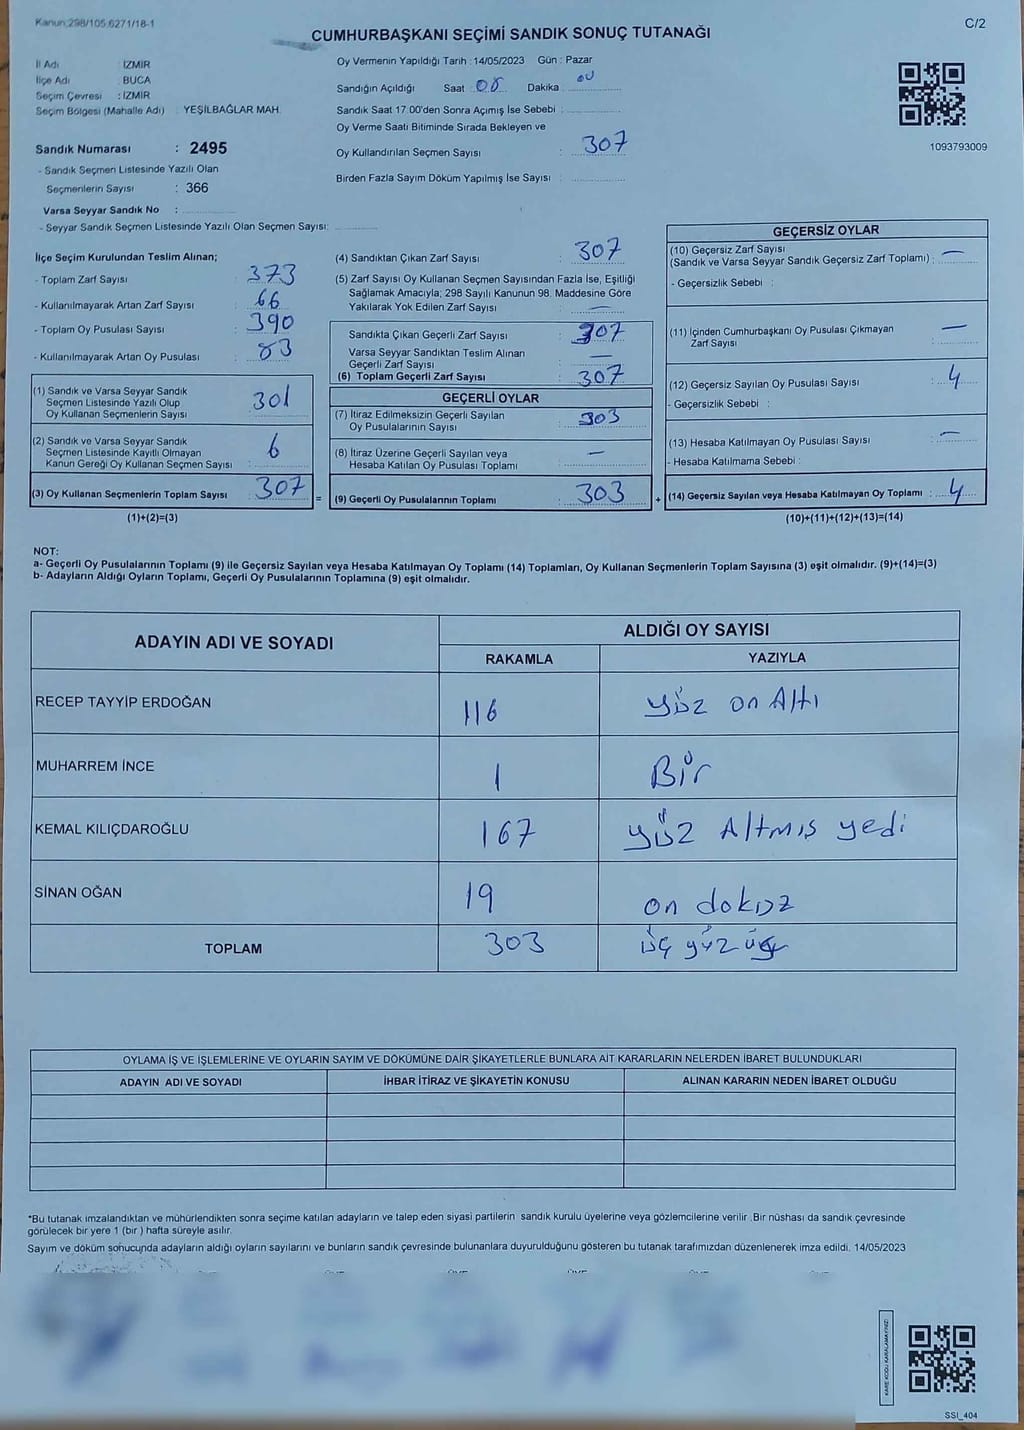 Kanun:298/105,6271/18-1
C/2
CUMHURBAŞKANI SEÇİMİ SANDIK SONUÇ TUTANAĞI
İl Adı : İZMİR
İlçe Adı : BUCA
Seçim Çevresi : İZMİR
Seçim Bölgesi (Mahalle Adı) : YEŞİLBAĞLAR MAH.
Sandık Numarası : 2495
- Sandık Seçmen Listesinde Yazılı Olan
Seçmenlerin Sayısı : 366
Varsa Seyyar Sandık No :
- Seyyar Sandık Seçmen Listesinde Yazılı Olan Seçmen Sayısı:
Oy Vermenin Yapıldığı Tarih : 14/05/2023 Gün : Pazar
Sandığın Açıldığı Saat 08 Dakika 00
Sandık Saat 17.00'den Sonra Açımış İse Sebebi :
Oy Verme Saati Bitiminde Sırada Bekleyen ve
Oy Kullandırılan Seçmen Sayısı : 307
Birden Fazla Sayım Döküm Yapılmış İse Sayısı :
1093793009
İlçe Seçim Kurulundan Teslim Alınan;
- Toplam Zarf Sayısı : 373
- Kullanılmayarak Artan Zarf Sayısı : 66
- Toplam Oy Pusulası Sayısı : 390
- Kullanılmayarak Artan Oy Pusulası : 83
(1) Sandık ve Varsa Seyyar Sandık
Seçmen Listesinde Yazılı Olup
Oy Kullanan Seçmenlerin Sayısı : 301
(2) Sandık ve Varsa Seyyar Sandık
Seçmen Listesinde Kayıtlı Olmayan
Kanun Gereği Oy Kullanan Seçmen Sayısı : 6
(3) Oy Kullanan Seçmenlerin Toplam Sayısı : 307 =
(1)+(2)=(3)
(4) Sandıktan Çıkan Zarf Sayısı : 307
(5) Zarf Sayısı Oy Kullanan Seçmen Sayısından Fazla İse, Eşitliği
Sağlamak Amacıyla; 298 Sayılı Kanunun 98. Maddesine Göre
Yakılarak Yok Edilen Zarf Sayısı : —
Sandıkta Çıkan Geçerli Zarf Sayısı : 307
Varsa Seyyar Sandıktan Teslim Alınan
Geçerli Zarf Sayısı : —
(6) Toplam Geçerli Zarf Sayısı : 307
GEÇERLİ OYLAR
(7) İtiraz Edilmeksizin Geçerli Sayılan
Oy Pusulalarının Sayısı : 303
(8) İtiraz Üzerine Geçerli Sayılan veya
Hesaba Katılan Oy Pusulası Toplamı : —
(9) Geçerli Oy Pusulalarının Toplamı : 303 +
GEÇERSİZ OYLAR
(10) Geçersiz Zarf Sayısı
(Sandık ve Varsa Seyyar Sandık Geçersiz Zarf Toplamı) : —
- Geçersizlik Sebebi :
(11) İçinden Cumhurbaşkanı Oy Pusulası Çıkmayan
Zarf Sayısı : —
(12) Geçersiz Sayılan Oy Pusulası Sayısı : 4
- Geçersizlik Sebebi :
(13) Hesaba Katılmayan Oy Pusulası Sayısı : —
- Hesaba Katılmama Sebebi :
(14) Geçersiz Sayılan veya Hesaba Katılmayan Oy Toplamı : 4
(10)+(11)+(12)+(13)=(14)
NOT:
a- Geçerli Oy Pusulalarının Toplamı (9) ile Geçersiz Sayılan veya Hesaba Katılmayan Oy Toplamı (14) Toplamları, Oy Kullanan Seçmenlerin Toplam Sayısına (3) eşit olmalıdır. (9)+(14)=(3)
b- Adayların Aldığı Oyların Toplamı, Geçerli Oy Pusulalarının Toplamına (9) eşit olmalıdır.
ADAYIN ADI VE SOYADI ALDIĞI OY SAYISI
RAKAMLA YAZIYLA
RECEP TAYYİP ERDOĞAN 116 yüz on Altı
MUHARREM İNCE 1 Bir
KEMAL KILIÇDAROĞLU 167 yüz Altmış yedi
SİNAN OĞAN 19 on dokuz
TOPLAM 303 üç yüz üç
OYLAMA İŞ VE İŞLEMLERİNE VE OYLARIN SAYIM VE DÖKÜMÜNE DAİR ŞİKAYETLERLE BUNLARA AİT KARARLARIN NELERDEN İBARET BULUNDUKLARI
ADAYIN ADI VE SOYADI İHBAR İTİRAZ VE ŞİKAYETİN KONUSU ALINAN KARARIN NEDEN İBARET OLDUĞU
*Bu tutanak imzalandıktan ve mühürlendikten sonra seçime katılan adayların ve talep eden siyasi partilerin sandık kurulu üyelerine veya gözlemcilerine verilir .Bir nüshası da sandık çevresinde
görülecek bir yere 1 (bir ) hafta süreyle asılır.
Sayım ve döküm sonucunda adayların aldığı oyların sayılarını ve bunların sandık çevresinde bulunanlara duyurulduğunu gösteren bu tutanak tarafımızdan düzenlenerek imza edildi. 14/05/2023
KARE KODU KARALAMAYINIZ!
SSI_404